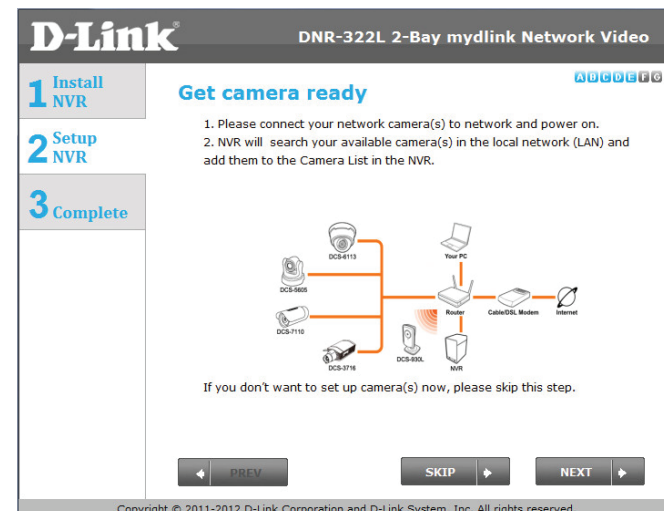 D-Link®
DNR-322L 2-Bay mydlink Network Video
1 Install
NVR
2 Setup
NVR
3 Complete
A B C D E F G
Get camera ready
1. Please connect your network camera(s) to network and power on.
2. NVR will search your available camera(s) in the local network (LAN) and
add them to the Camera List in the NVR.
DCS-6113
Your PC
DCS-5605
Router
Cable/DSL Modem
Internet
DCS-7110
DCS-930L
DCS-3716
NVR
If you don't want to set up camera(s) now, please skip this step.
PREV
SKIP
NEXT
Copyright © 2011-2012 D-Link Corporation and D-Link System, Inc. All rights reserved